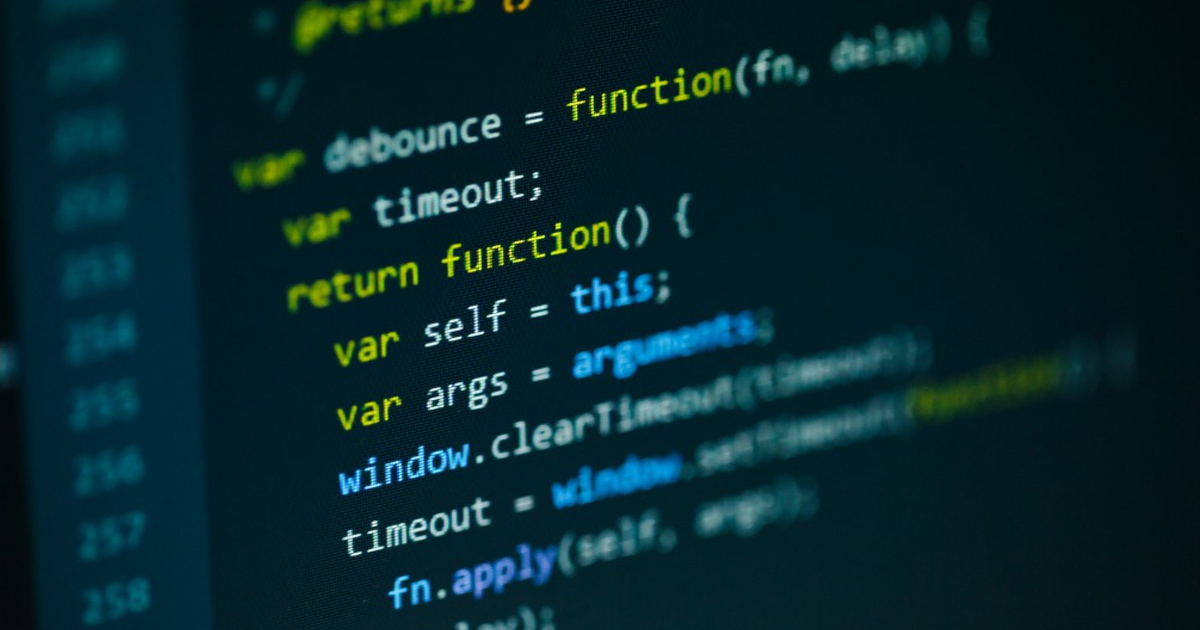 * @returns {}
250 */
251 var debounce = function(fn, delay) {
252 var timeout;
253 return function() {
254 var self = this;
255 var args = arguments;
256 window.clearTimeout(timeout);
257 timeout = window.setTimeout(function() {
258 fn.apply(self, args);
lay);